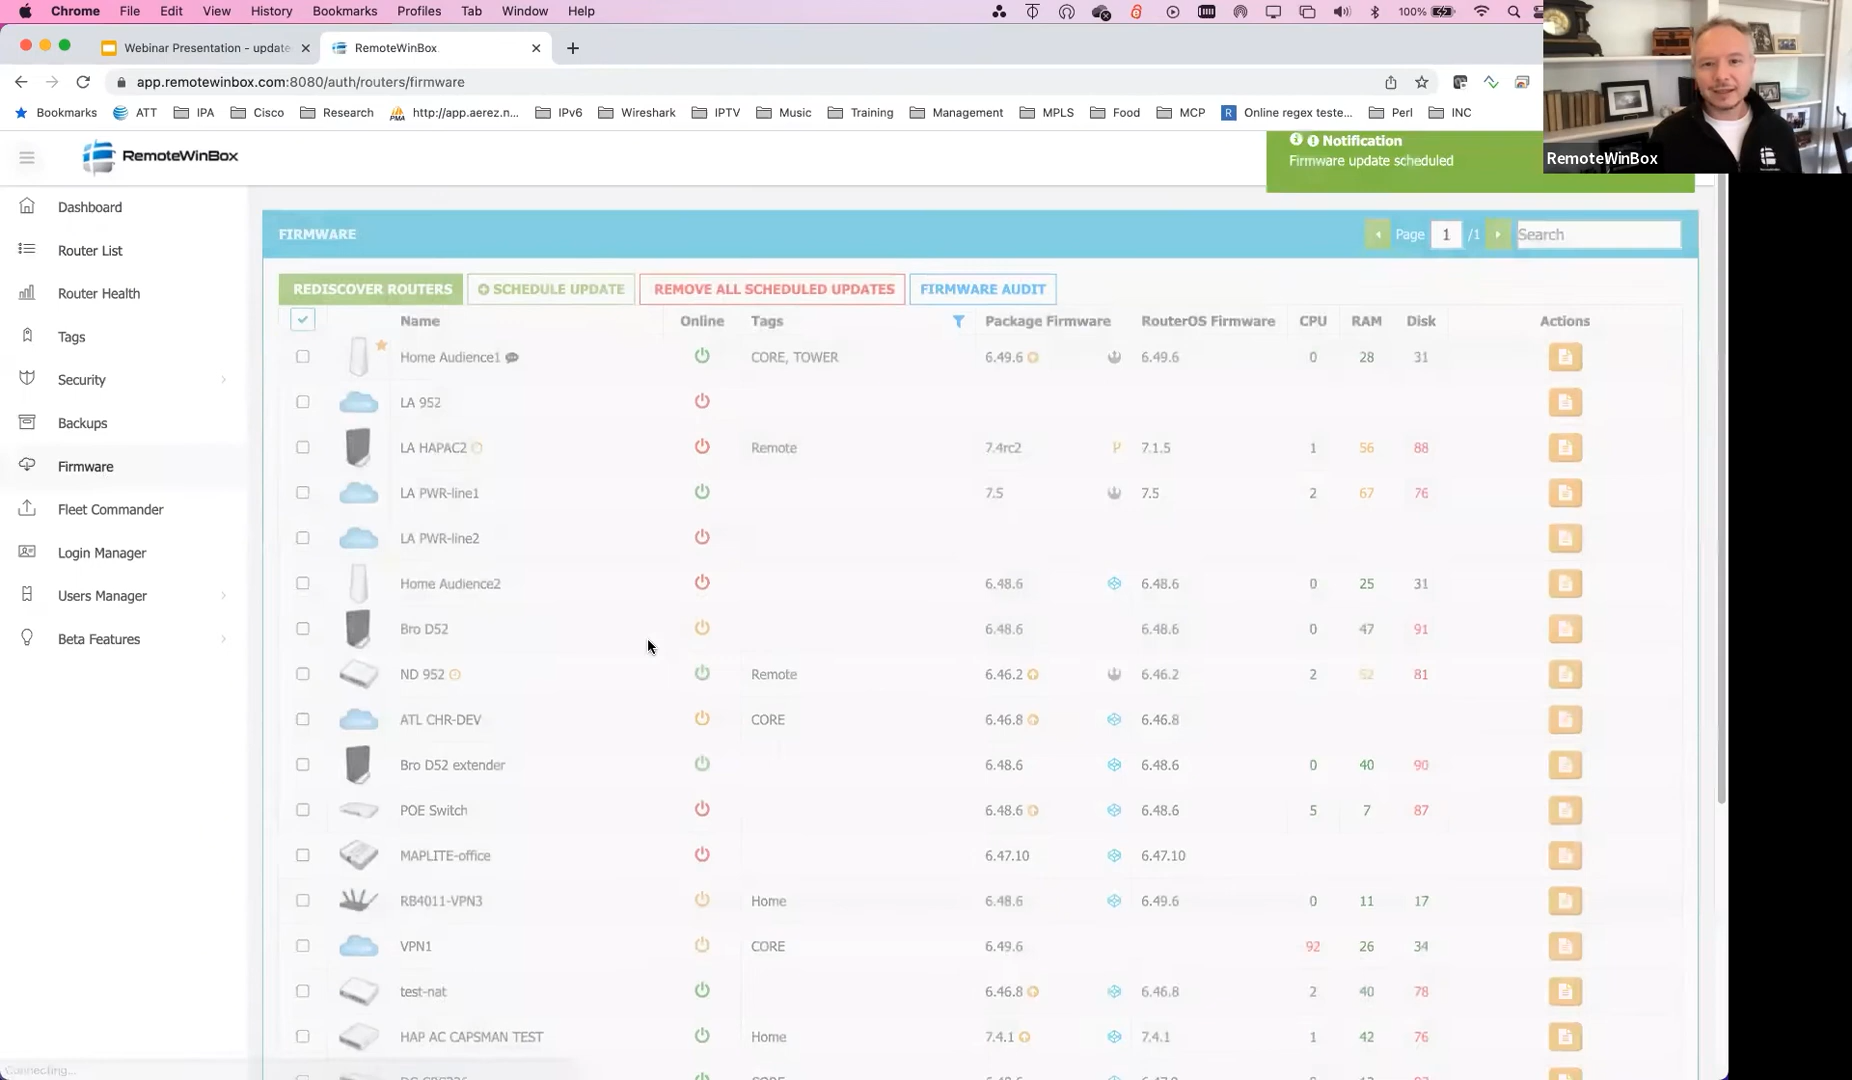 Chrome File Edit View History Bookmarks Profiles Tab Window Help 100%
Webinar Presentation - update RemoteWinBox
app.remotewinbox.com:8080/auth/routers/firmware
Bookmarks ATT IPA Cisco Research http://app.aerez.n... IPv6 Wireshark IPTV Music Training Management MPLS Food MCP Online regex teste... Perl INC
RemoteWinBox
RemoteWinBox
Notification
Firmware update scheduled
Dashboard
Router List
Router Health
Tags
Security
Backups
Firmware
Fleet Commander
Login Manager
Users Manager
Beta Features
FIRMWARE Page 1 /1 Search
REDISCOVER ROUTERS SCHEDULE UPDATE REMOVE ALL SCHEDULED UPDATES FIRMWARE AUDIT
Name Online Tags Package Firmware RouterOS Firmware CPU RAM Disk Actions
Home Audience1 CORE, TOWER 6.49.6 6.49.6 0 28 31
LA 952
LA HAPAC2 Remote 7.4rc2 7.1.5 1 56 88
LA PWR-line1 7.5 7.5 2 67 76
LA PWR-line2
Home Audience2 6.48.6 6.48.6 0 25 31
Bro D52 6.48.6 6.48.6 0 47 91
ND 952 Remote 6.46.2 6.46.2 2 52 81
ATL CHR-DEV CORE 6.46.8 6.46.8
Bro D52 extender 6.48.6 6.48.6 0 40 90
POE Switch 6.48.6 6.48.6 5 7 87
MAPLITE-office 6.47.10 6.47.10
RB4011-VPN3 Home 6.48.6 6.49.6 0 11 17
VPN1 CORE 6.49.6 92 26 34
test-nat 6.46.8 6.46.8 2 40 78
HAP AC CAPSMAN TEST Home 7.4.1 7.4.1 1 42 76
Connecting...